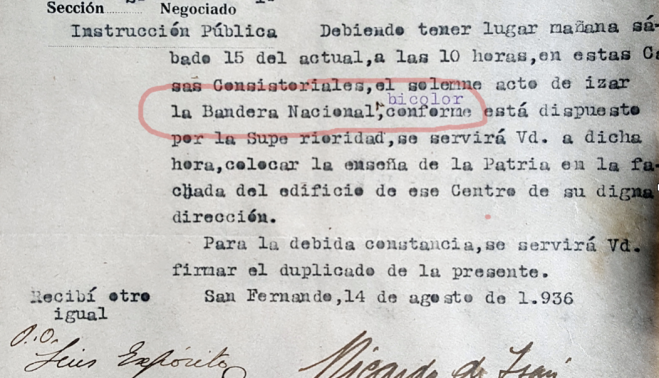 Sección Negociado
Instrucción Pública Debiendo tener lugar mañana sá-
bado 15 del actual,a las 10 horas,en estas Ca
sas Consistoriales,el solemne acto de izar
bicolor
la Bandera Nacional,conforme está dispuesto
por la Supe rioridad,se servirá Vd. a dicha
hora,colocar la enseña de la Patria en la fa-
chada del edificio de ese Centro de su digna
dirección.
Para la debida constancia,se servirá Vd.
firmar el duplicado de la presente.
Recibí otro San Fernando,14 de agosto de 1.936
igual
P.O.
Luis Expósito Ricardo de